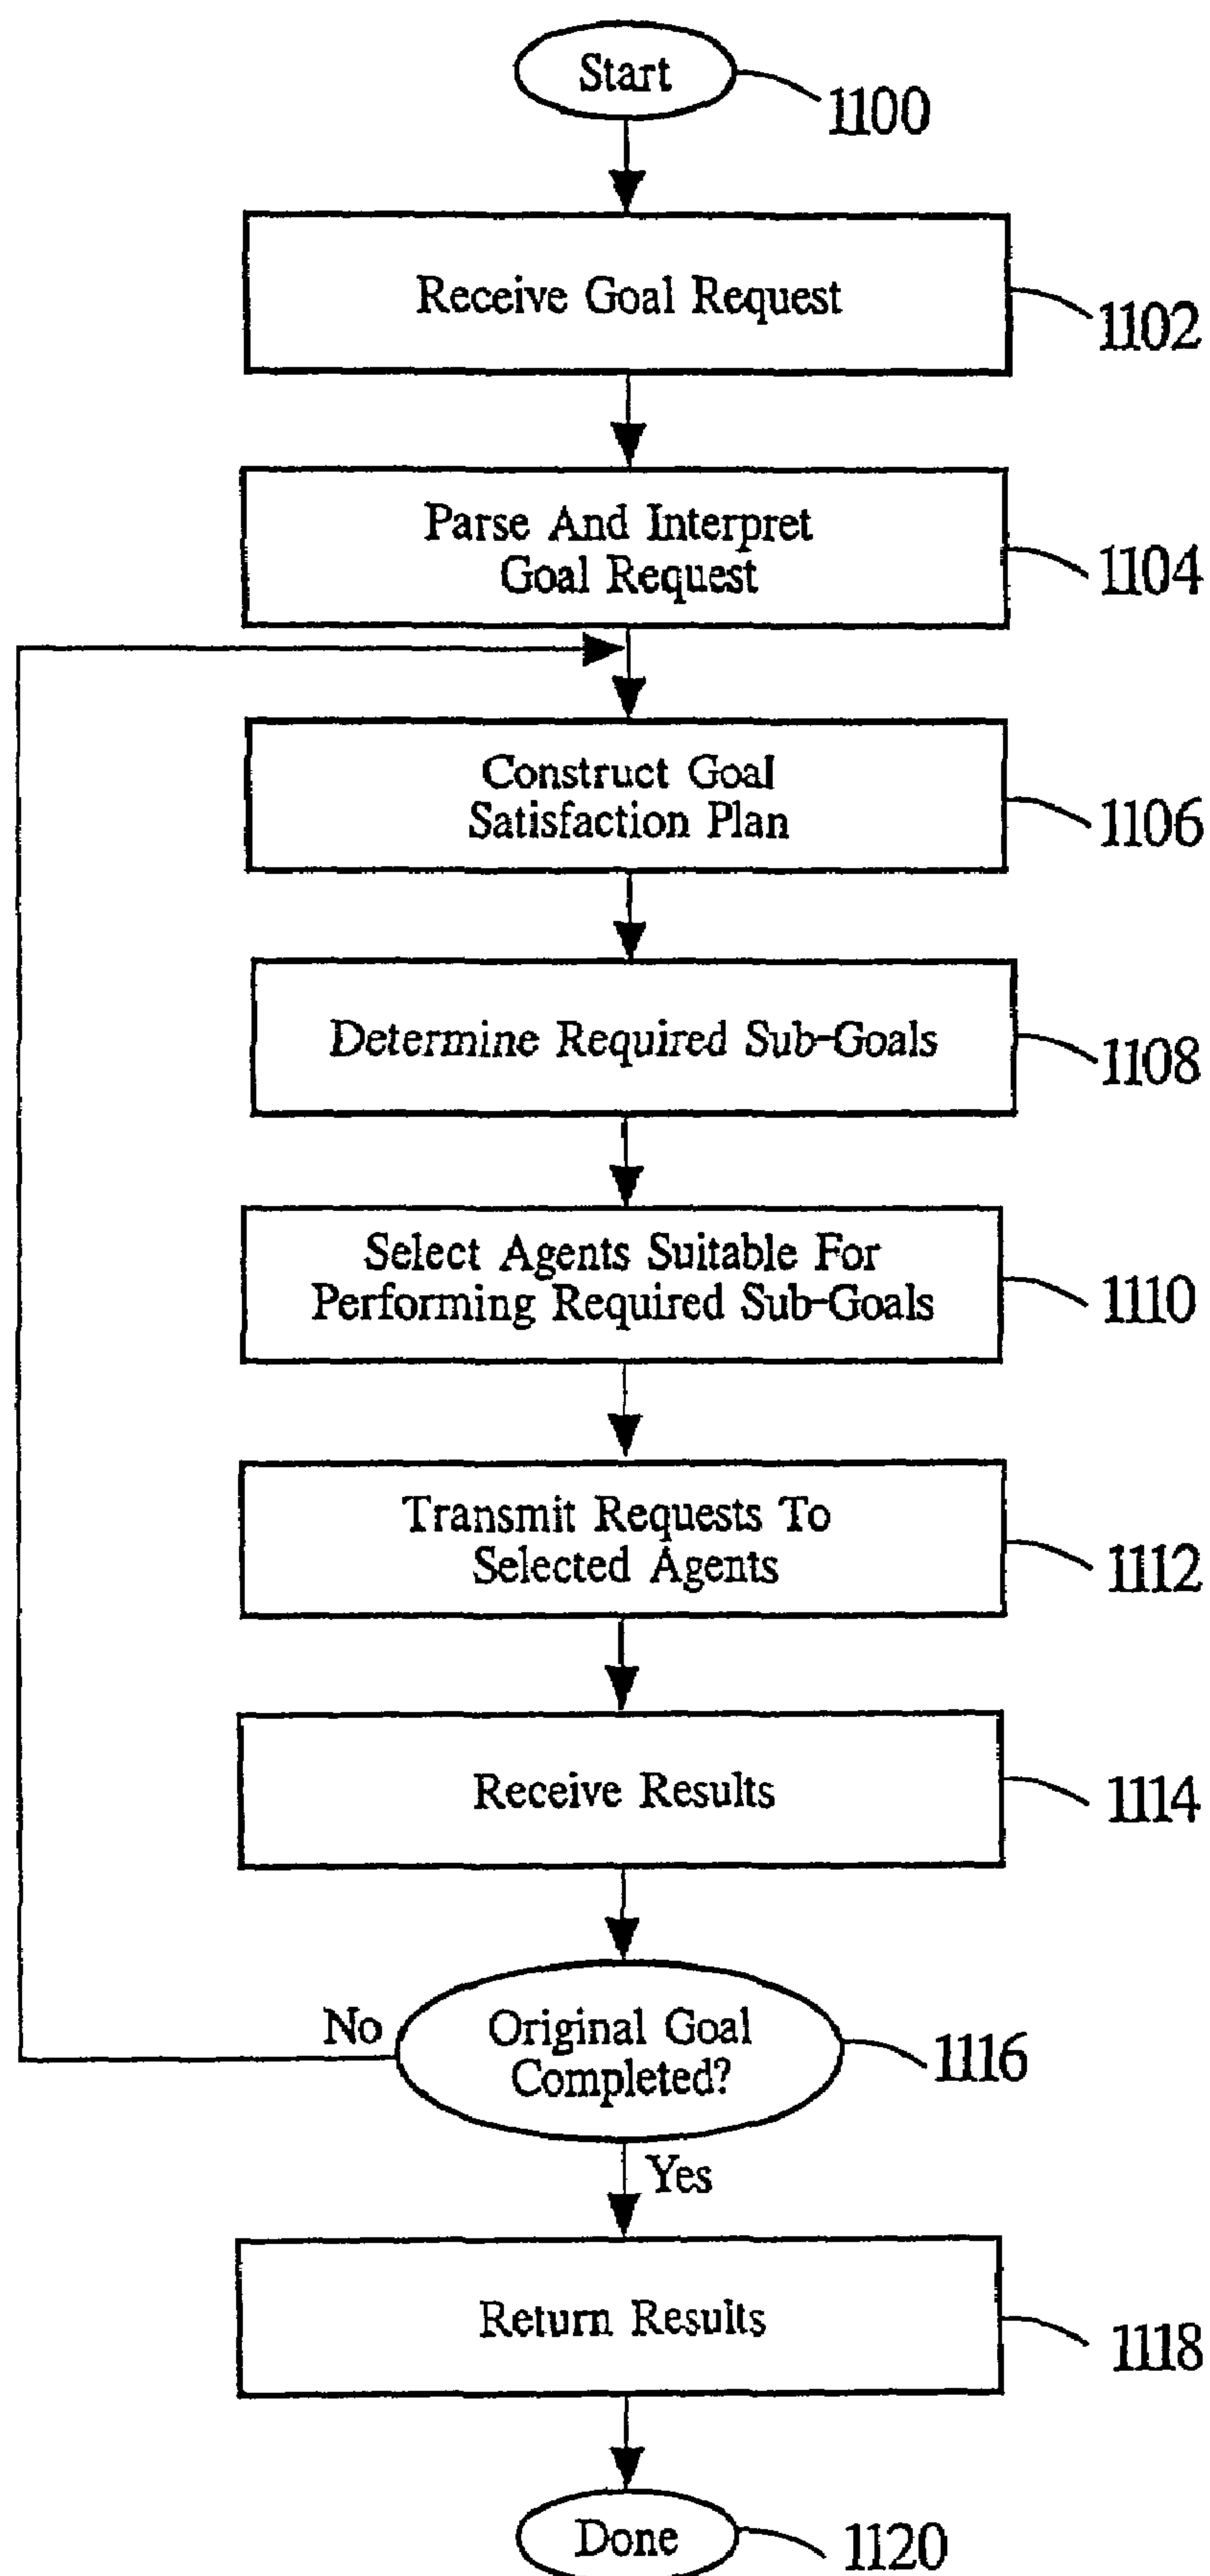 Start
1100
Receive Goal Request
1102
Parse And Interpret
Goal Request
1104
Construct Goal
Satisfaction Plan
1106
Determine Required Sub-Goals
1108
Select Agents Suitable For
Performing Required Sub-Goals
1110
Transmit Requests To
Selected Agents
1112
Receive Results
1114
No
Original Goal
Completed?
1116
Yes
Return Results
1118
Done
1120